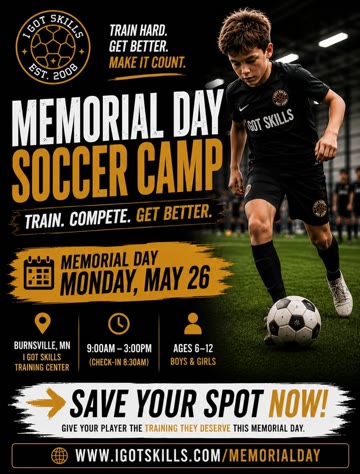 I GOT SKILLS
EST. 2008
TRAIN HARD.
GET BETTER.
MAKE IT COUNT.
MEMORIAL DAY
SOCCER CAMP
TRAIN. COMPETE. GET BETTER.
I GOT SKILLS
MEMORIAL DAY
MONDAY, MAY 26
BURNSVILLE, MN
I GOT SKILLS
TRAINING CENTER
9:00AM – 3:00PM
(CHECK-IN 8:30AM)
AGES 6–12
BOYS & GIRLS
SAVE YOUR SPOT NOW!
GIVE YOUR PLAYER THE TRAINING THEY DESERVE THIS MEMORIAL DAY.
WWW.IGOTSKILLS.COM/MEMORIALDAY